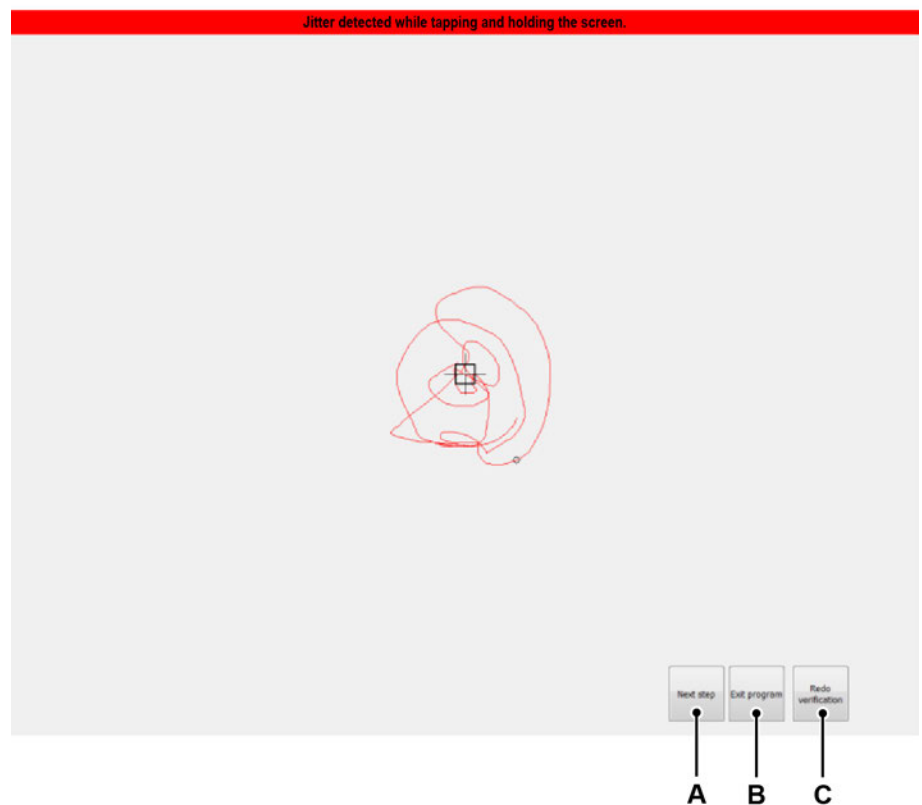 Jitter detected while tapping and holding the screen.
Next step
Exit program
Redo
verification
A
B
C